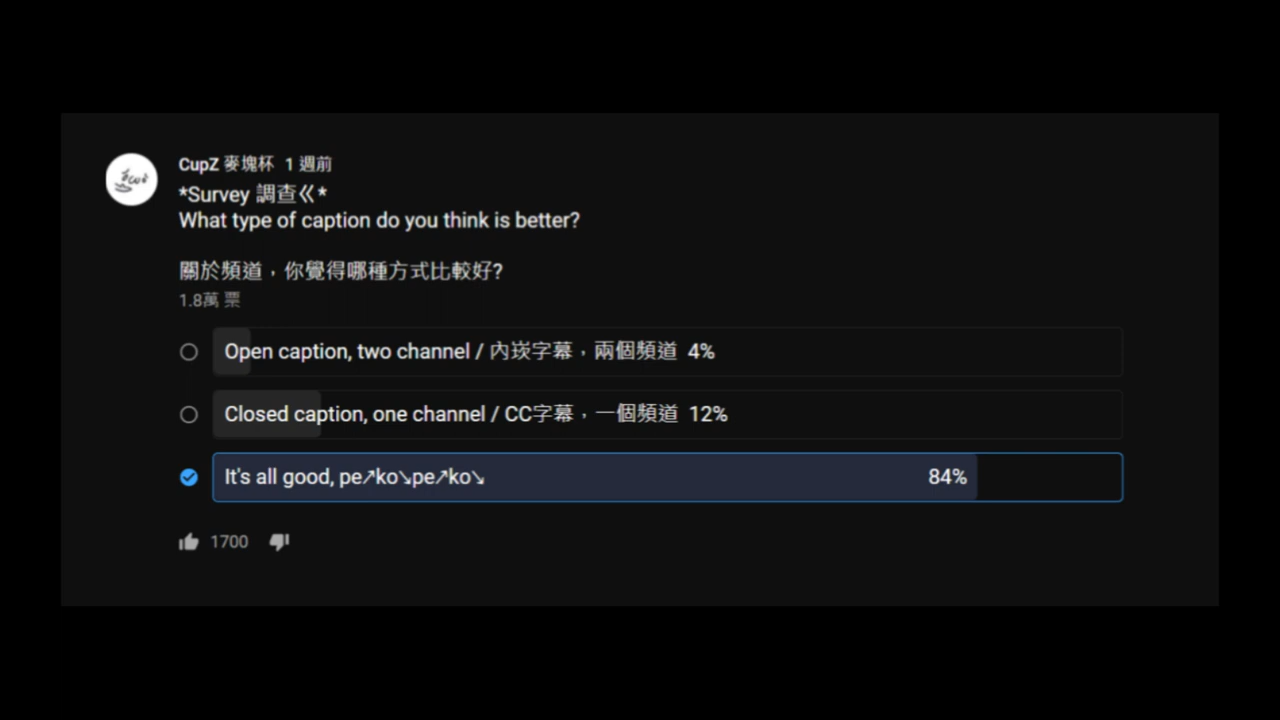 CupZ 麥塊杯 1 週前
*Survey 調查ㄍ*
What type of caption do you think is better?
關於頻道，你覺得哪種方式比較好?
1.8萬 票
Open caption, two channel / 內崁字幕，兩個頻道 4%
Closed caption, one channel / CC字幕，一個頻道 12%
It's all good, pe↗ko↘pe↗ko↘ 84%
1700